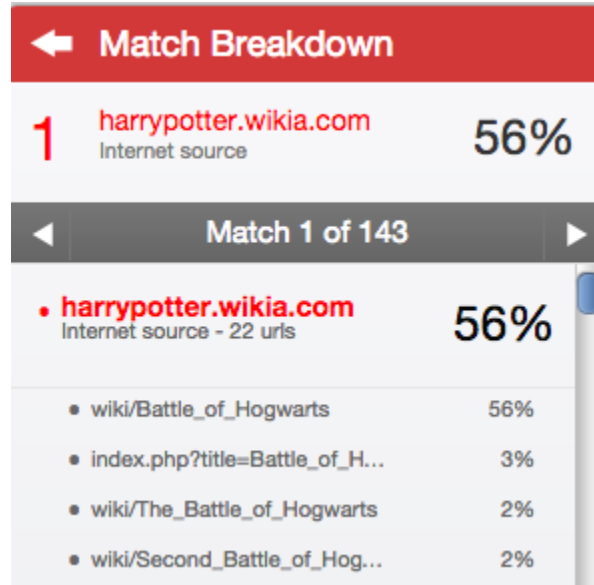 Match Breakdown
1 harrypotter.wikia.com 56%
Internet source
Match 1 of 143
• harrypotter.wikia.com 56%
Internet source - 22 urls
• wiki/Battle_of_Hogwarts 56%
• index.php?title=Battle_of_H... 3%
• wiki/The_Battle_of_Hogwarts 2%
• wiki/Second_Battle_of_Hog... 2%